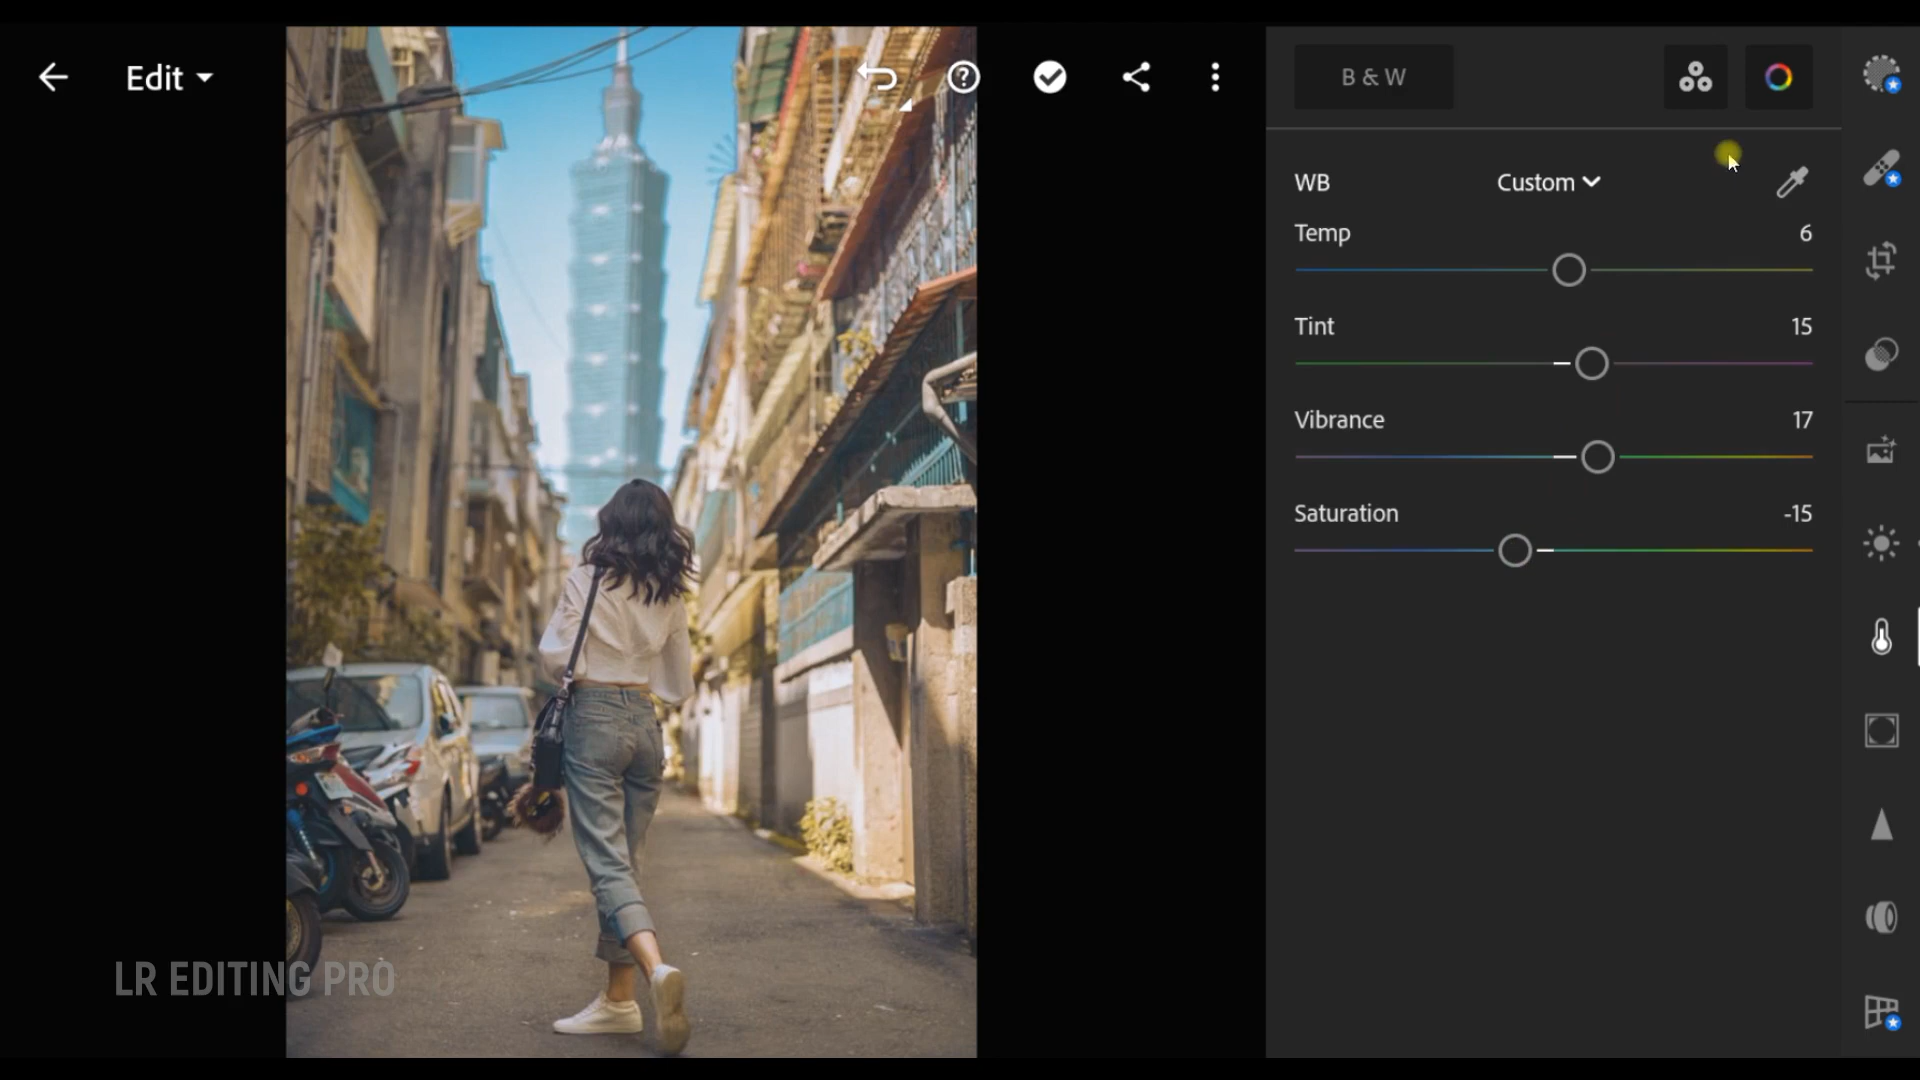 Edit
B & W
WB
Custom
Temp
6
Tint
15
Vibrance
17
Saturation
-15
LR EDITING PRO